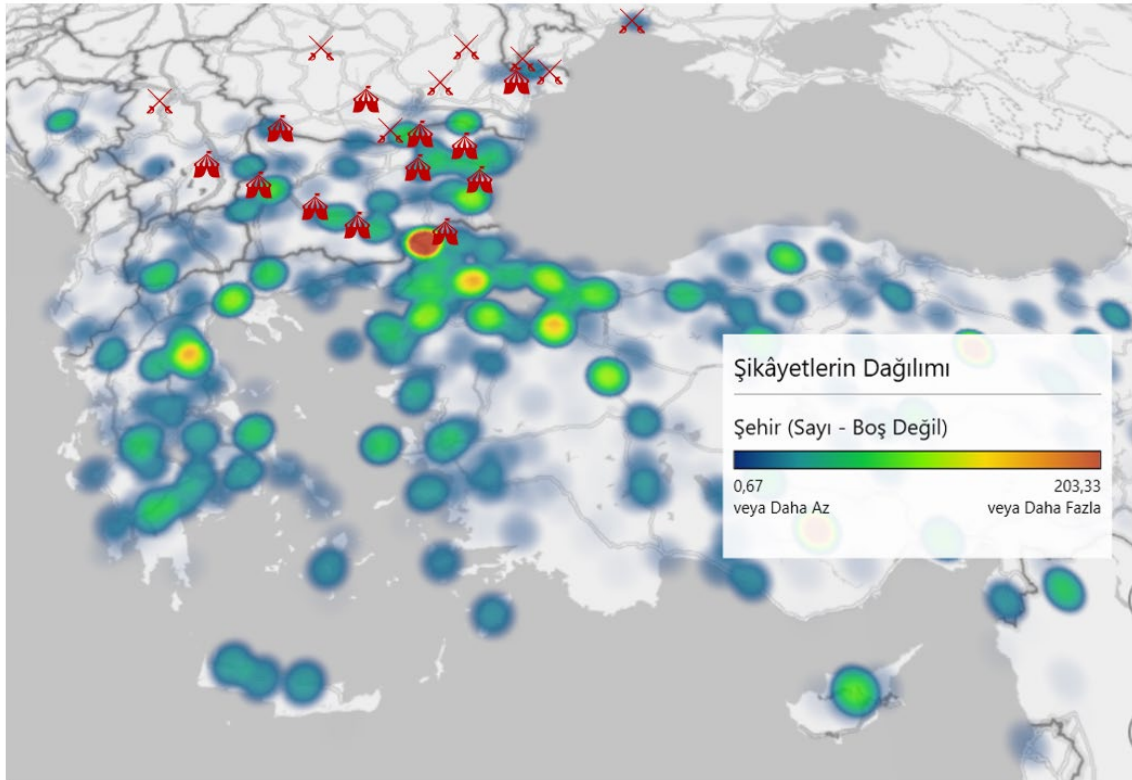 Şikâyetlerin Dağılımı
Şehir (Sayı - Boş Değil)
0,67
203,33
veya Daha Az
veya Daha Fazla